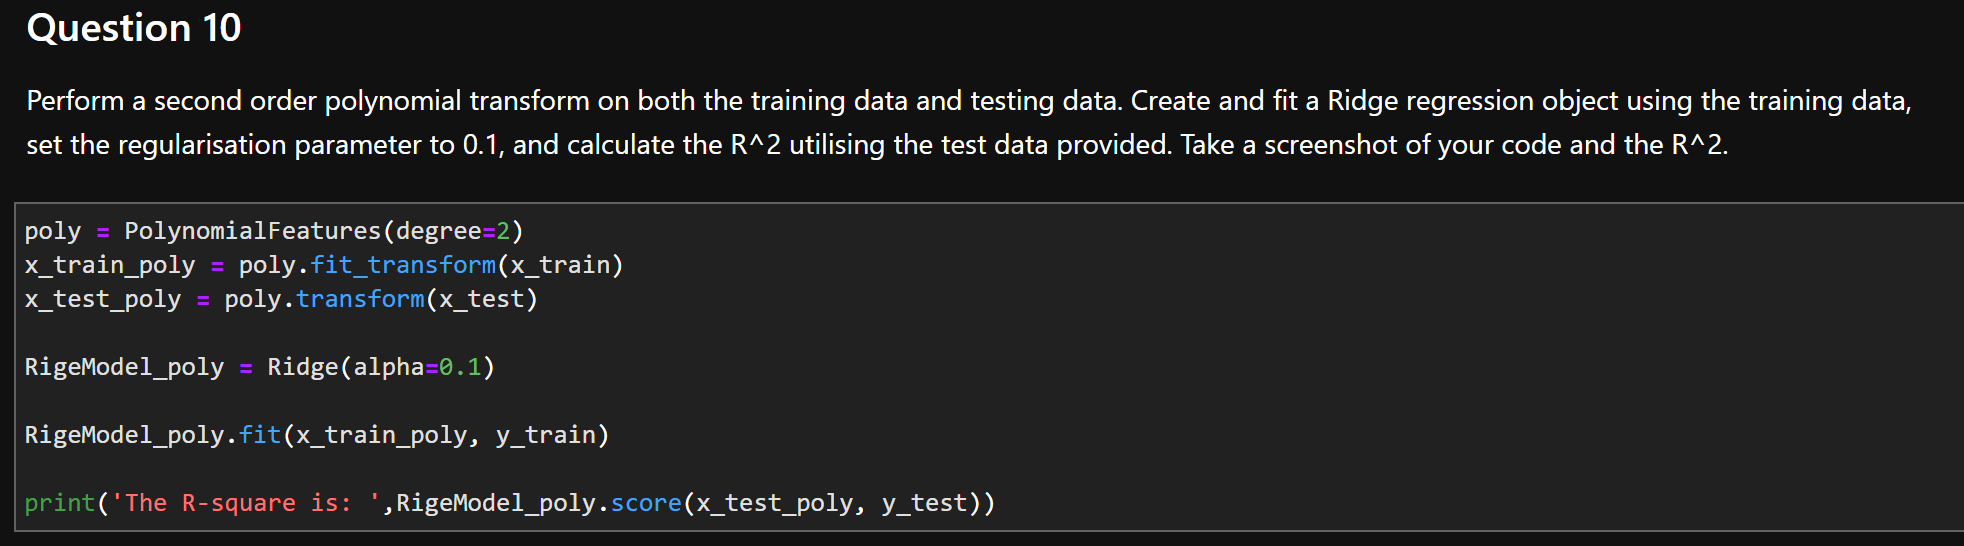 Question 10
Perform a second order polynomial transform on both the training data and testing data. Create and fit a Ridge regression object using the training data,
set the regularisation parameter to 0.1, and calculate the R^2 utilising the test data provided. Take a screenshot of your code and the R^2.
poly = PolynomialFeatures(degree=2)
x_train_poly = poly.fit_transform(x_train)
x_test_poly = poly.transform(x_test)
RigeModel_poly = Ridge(alpha=0.1)
RigeModel_poly.fit(x_train_poly, y_train)
print('The R-square is: ',RigeModel_poly.score(x_test_poly, y_test))